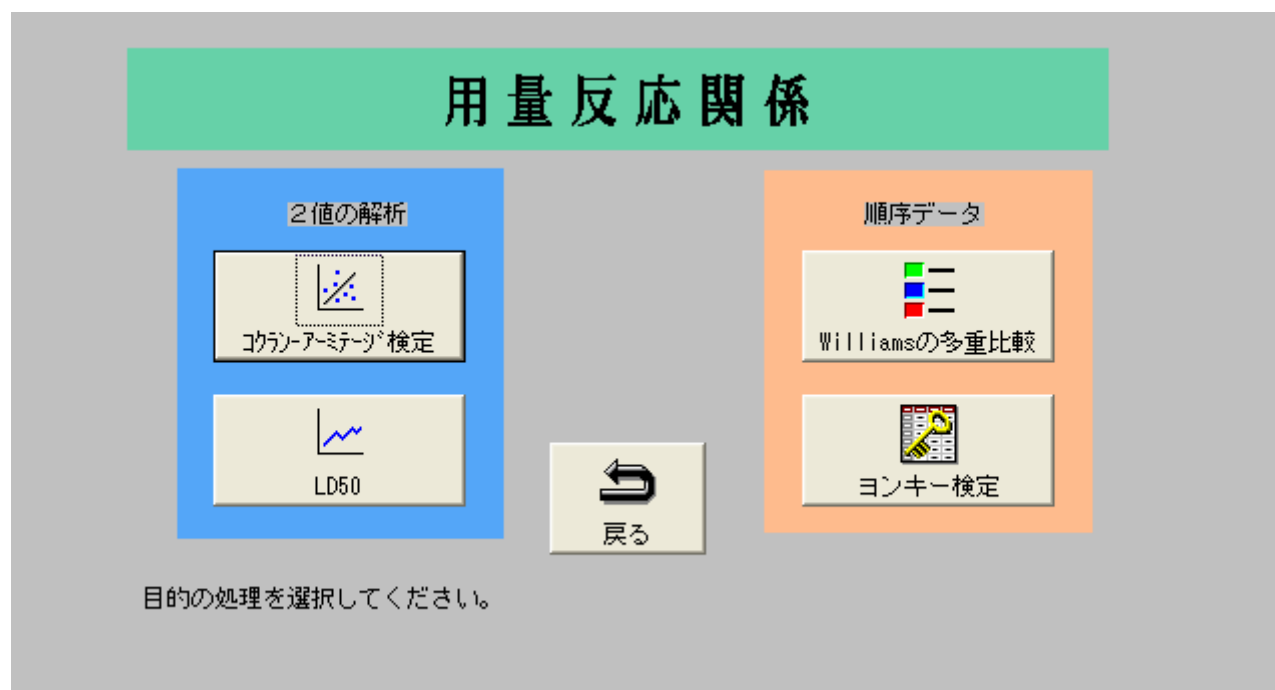 用量反応関係
２値の解析
ｺｸﾗﾝ-ｱｰﾐﾃｰｼﾞ検定
LD50
戻る
順序データ
Williamsの多重比較
ヨンキー検定
目的の処理を選択してください。